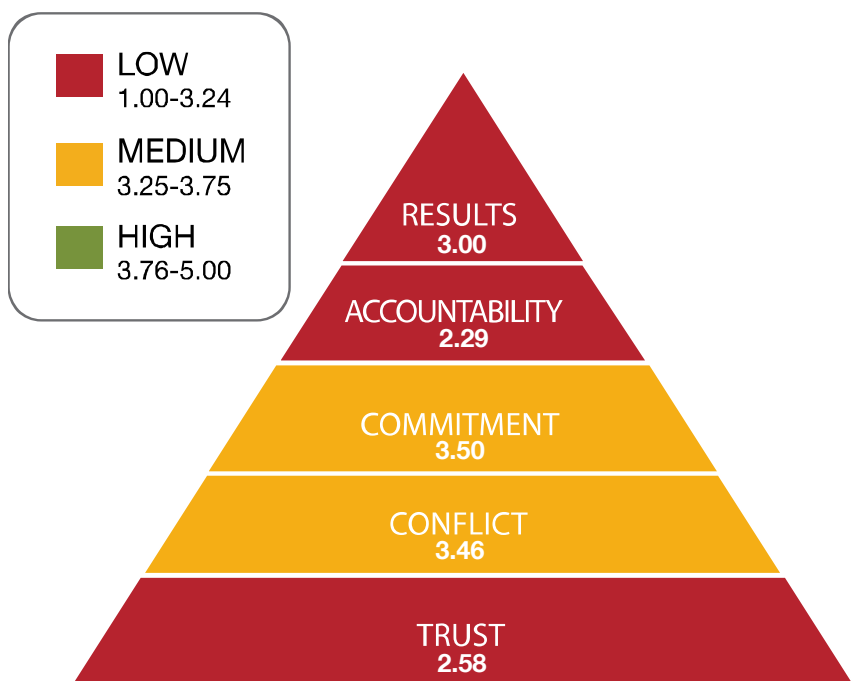 LOW
1.00-3.24
MEDIUM
3.25-3.75
HIGH
3.76-5.00
RESULTS
3.00
ACCOUNTABILITY
2.29
COMMITMENT
3.50
CONFLICT
3.46
TRUST
2.58